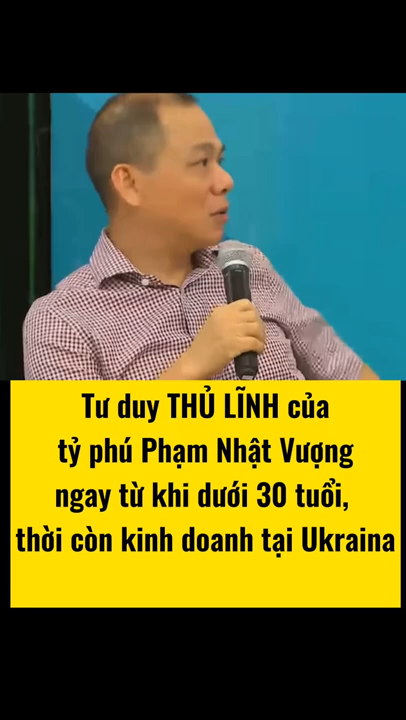 Tư duy THỦ LĨNH của
tỷ phú Phạm Nhật Vượng
ngay từ khi dưới 30 tuổi,
thời còn kinh doanh tại Ukraina